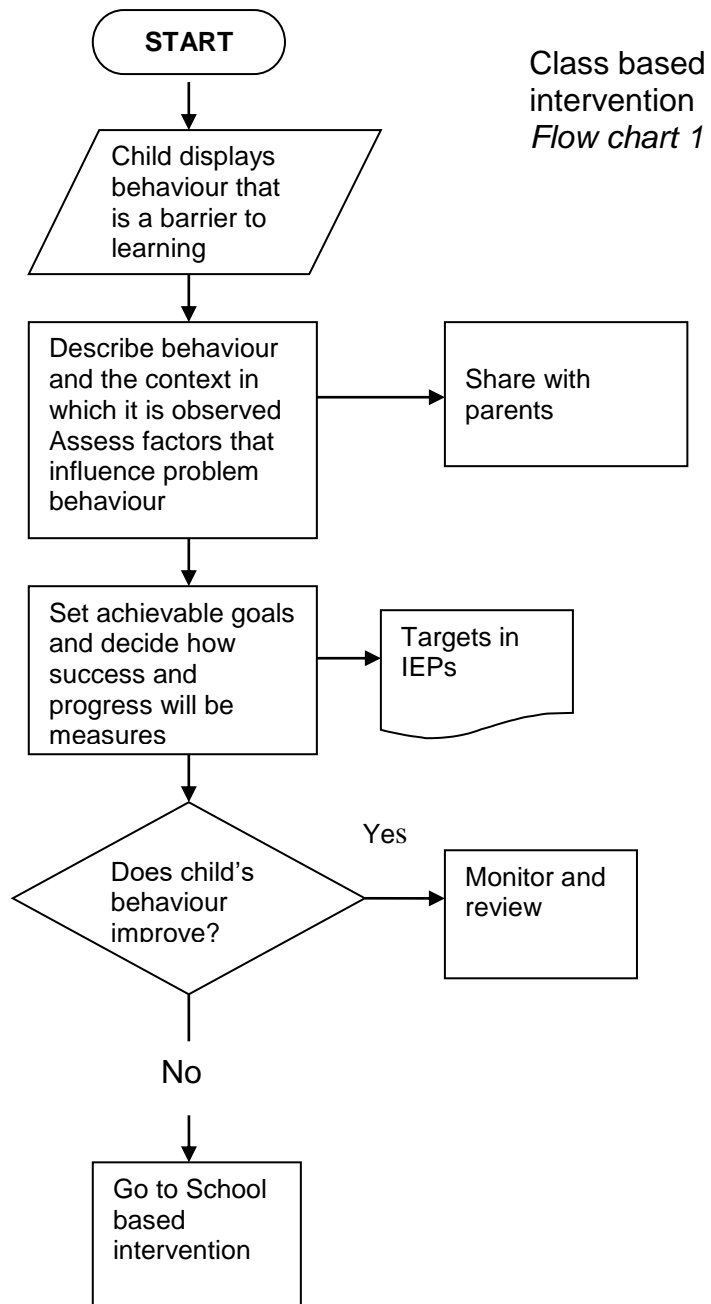 START
Class based
intervention
Flow chart 1
Child displays
behaviour that
is a barrier to
learning
Describe behaviour
and the context in
which it is observed
Assess factors that
influence problem
behaviour
Share with
parents
Set achievable goals
and decide how
success and
progress will be
measures
Targets in
IEPs
Does child’s
behaviour
improve?
Yes
Monitor and
review
No
Go to School
based
intervention